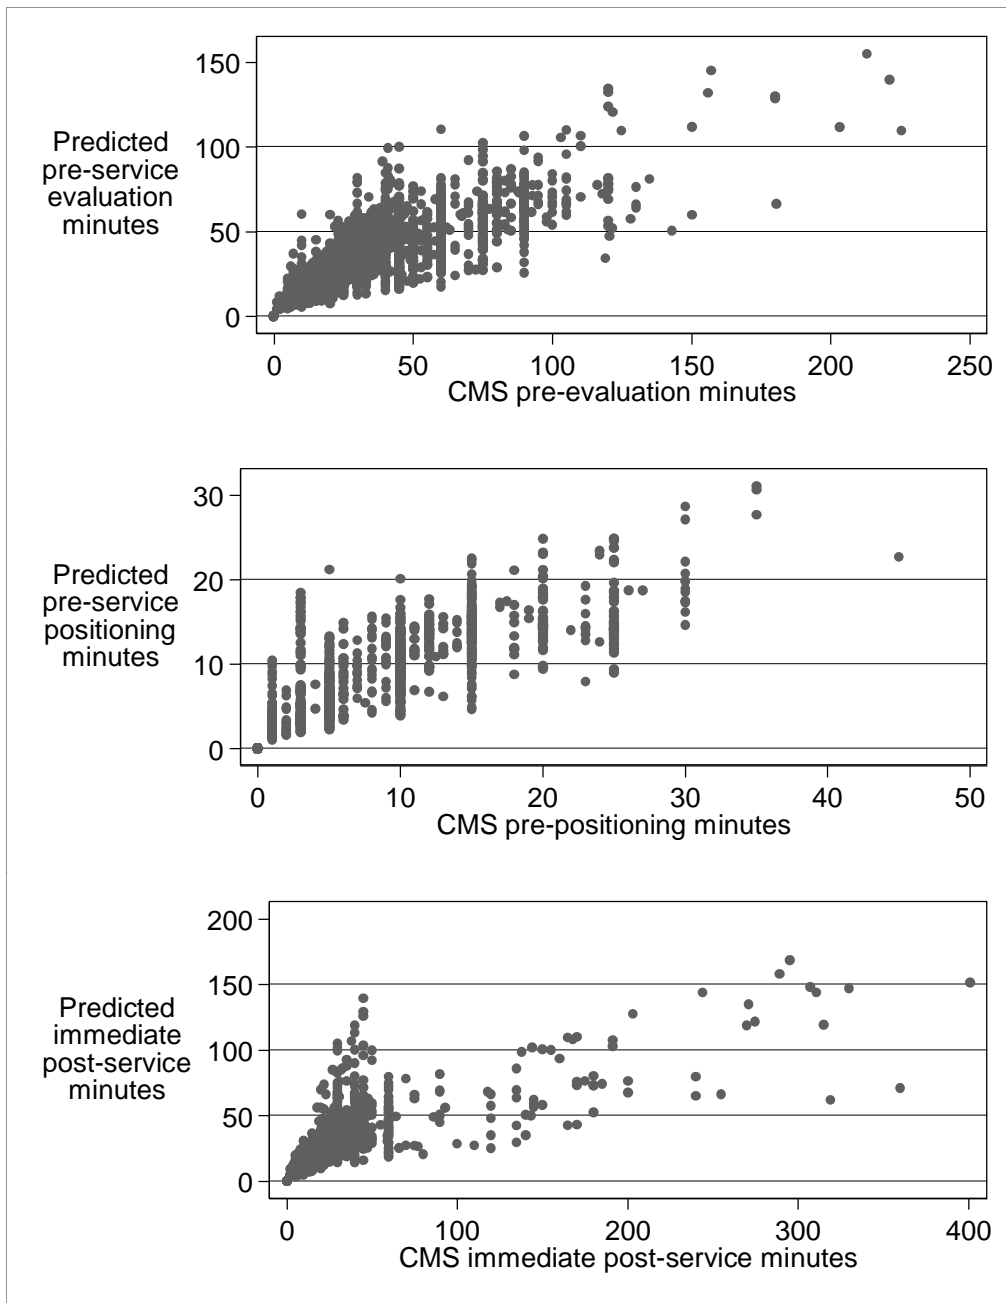 150
100
50
0
Predicted
pre-service
evaluation
minutes
0 50 100 150 200 250
CMS pre-evaluation minutes
30
20
10
0
Predicted
pre-service
positioning
minutes
0 10 20 30 40 50
CMS pre-positioning minutes
200
150
100
50
0
Predicted
immediate
post-service
minutes
0 100 200 300 400
CMS immediate post-service minutes